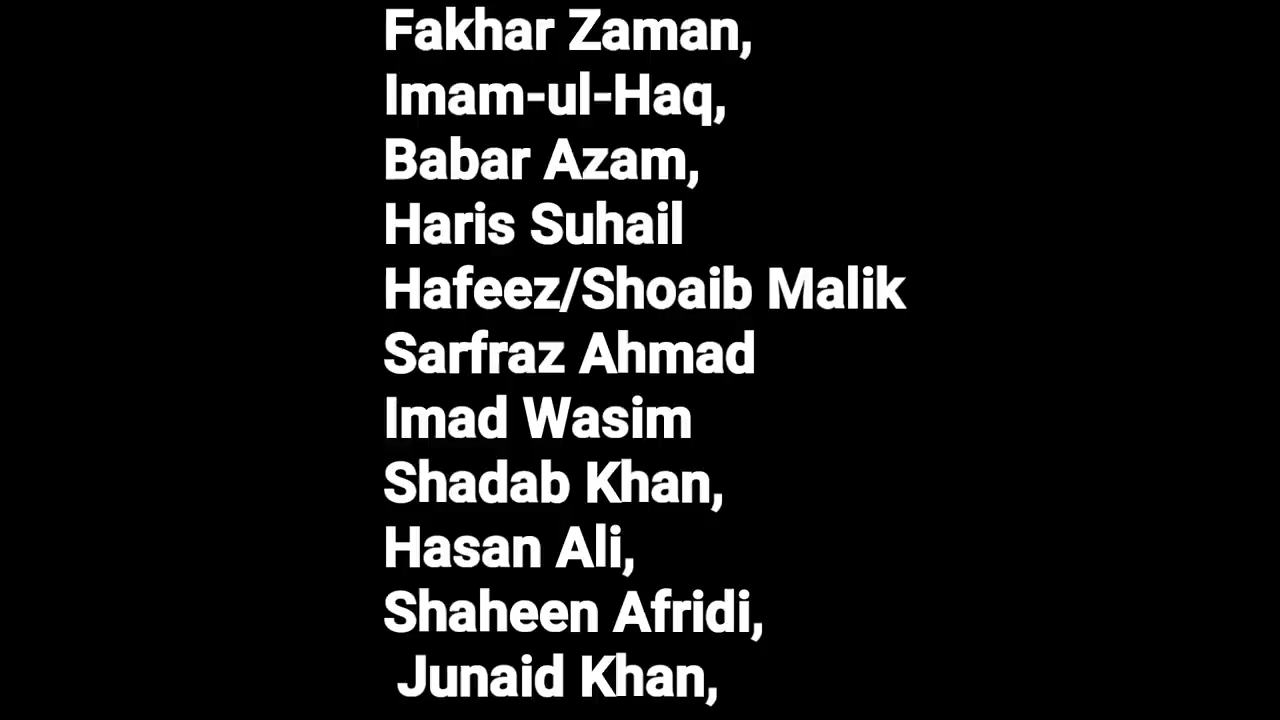 Fakhar Zaman,
Imam-ul-Haq,
Babar Azam,
Haris Suhail
Hafeez/Shoaib Malik
Sarfraz Ahmad
Imad Wasim
Shadab Khan,
Hasan Ali,
Shaheen Afridi,
Junaid Khan,